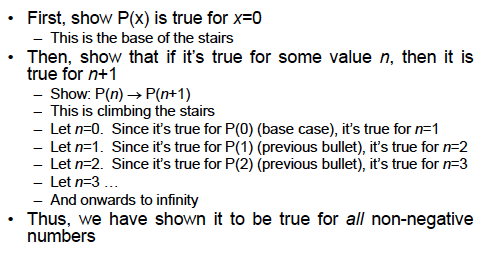 • First, show P(x) is true for x=0
– This is the base of the stairs
• Then, show that if it's true for some value n, then it is
true for n+1
– Show: P(n) → P(n+1)
– This is climbing the stairs
– Let n=0. Since it's true for P(0) (base case), it's true for n=1
– Let n=1. Since it's true for P(1) (previous bullet), it's true for n=2
– Let n=2. Since it's true for P(2) (previous bullet), it's true for n=3
– Let n=3 …
– And onwards to infinity
• Thus, we have shown it to be true for all non-negative
numbers